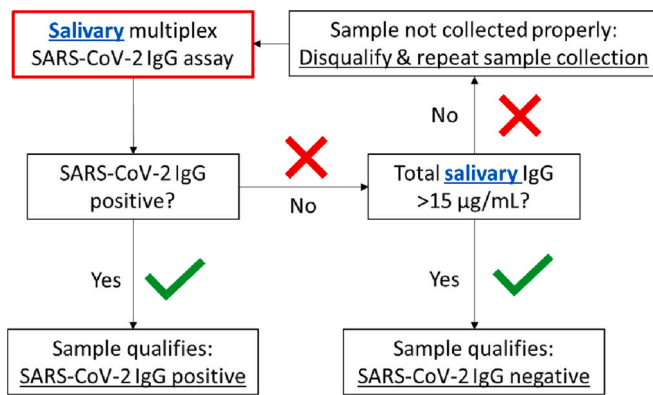 Salivary multiplex
SARS-CoV-2 IgG assay
Sample not collected properly:
Disqualify & repeat sample collection
No
SARS-CoV-2 IgG
positive?
No
Total salivary IgG
>15 µg/mL?
Yes
Yes
Sample qualifies:
SARS-CoV-2 IgG positive
Sample qualifies:
SARS-CoV-2 IgG negative